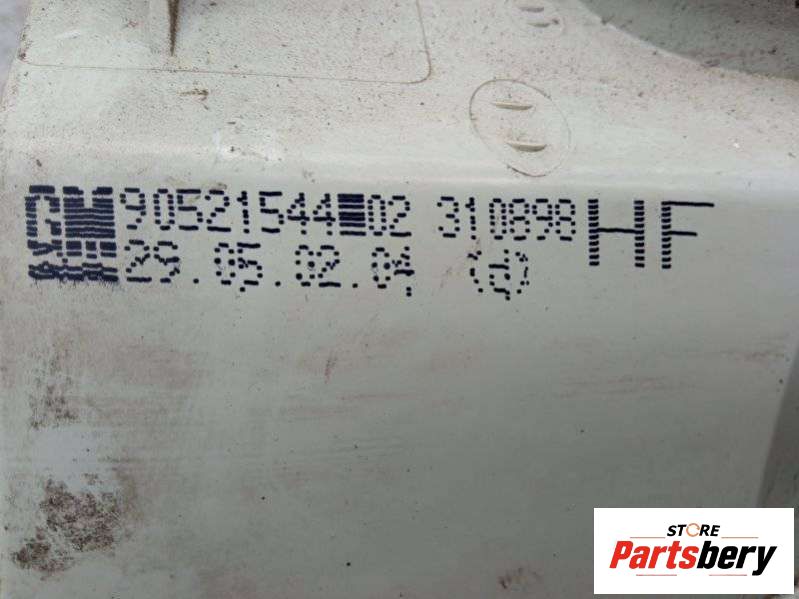 GM 90521544 02 310898 HF
29.05.02.04 (d)
STORE
Partsbery